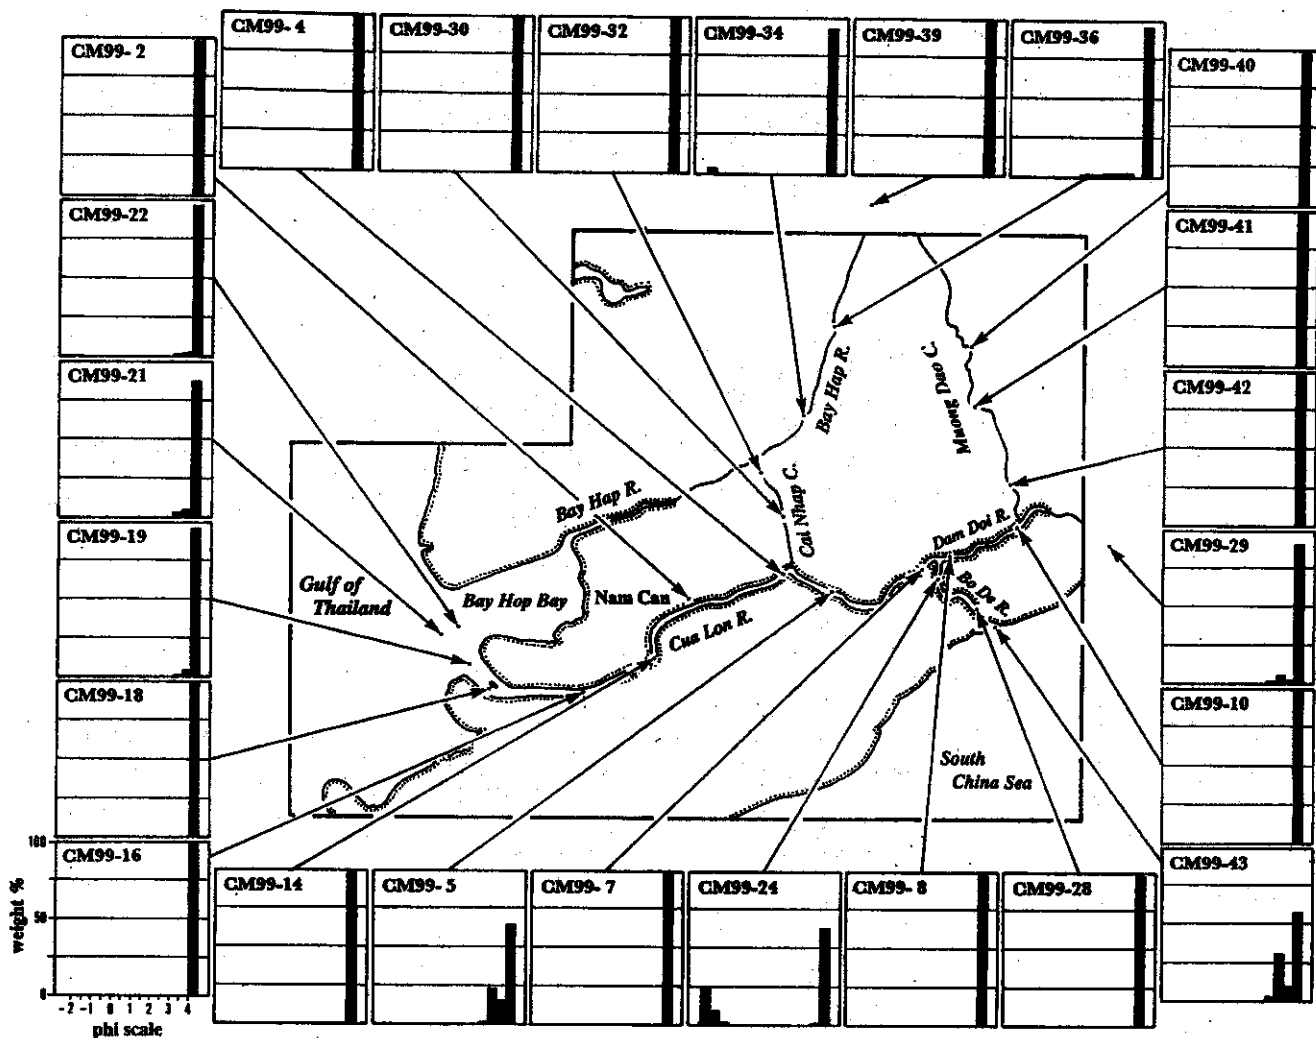 CM99- 2
CM99- 4
CM99-30
CM99-32
CM99-34
CM99-39
CM99-36
CM99-40
CM99-22
CM99-41
CM99-21
CM99-42
CM99-19
CM99-29
CM99-18
CM99-10
CM99-16
CM99-43
CM99-14
CM99- 5
CM99- 7
CM99-24
CM99- 8
CM99-28
Bay Hap R.
Muong Dao C.
Bay Hap R.
Cai Nhap C.
Dam Doi R.
Bo De R.
Gulf of
Thailand
Bay Hop Bay
Nam Can
Cua Lon R.
South
China Sea
100
50
0
weight %
-2 -1 0 1 2 3 4
phi scale